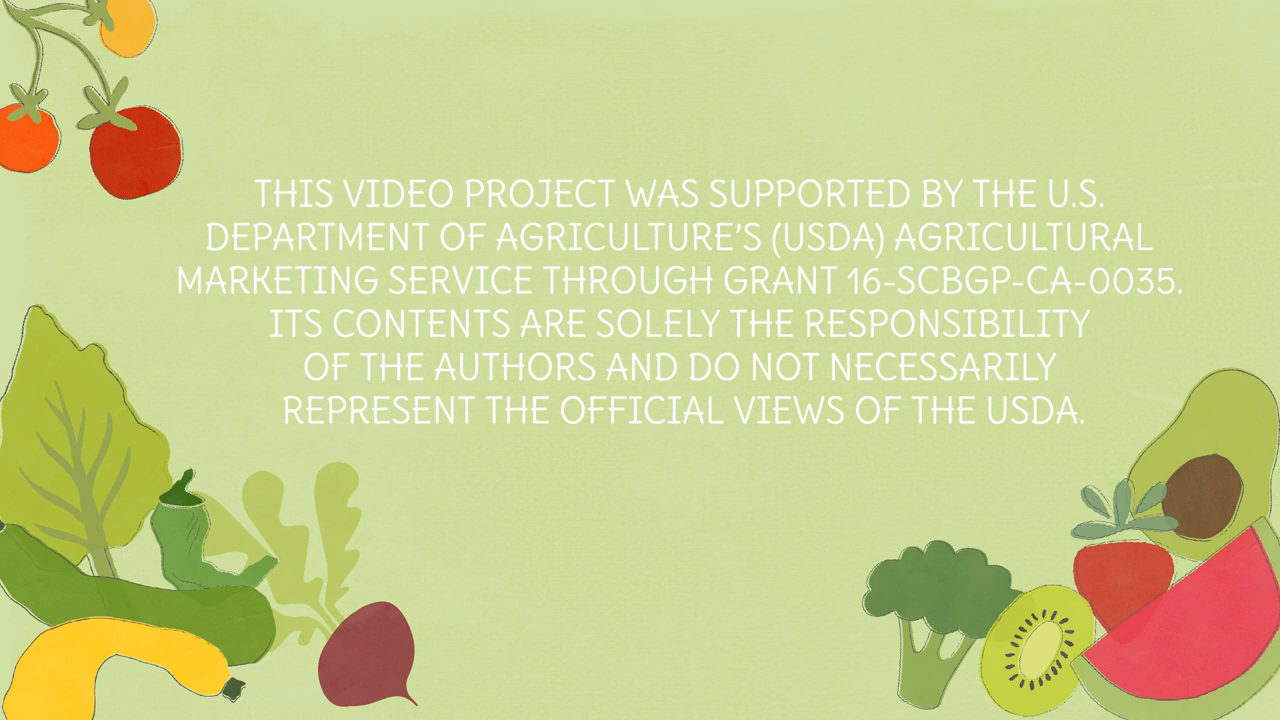 THIS VIDEO PROJECT WAS SUPPORTED BY THE U.S.
DEPARTMENT OF AGRICULTURE'S (USDA) AGRICULTURAL
MARKETING SERVICE THROUGH GRANT 16-SCBGP-CA-0035.
ITS CONTENTS ARE SOLELY THE RESPONSIBILITY
OF THE AUTHORS AND DO NOT NECESSARILY
REPRESENT THE OFFICIAL VIEWS OF THE USDA.